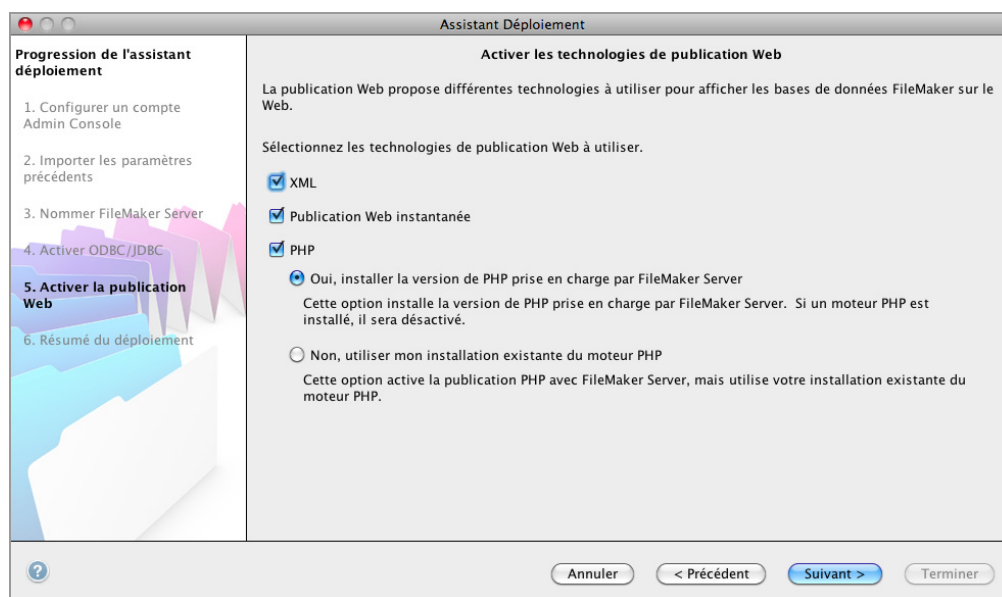 Assistant Déploiement
Progression de l'assistant
déploiement
1. Configurer un compte
Admin Console
2. Importer les paramètres
précédents
3. Nommer FileMaker Server
4. Activer ODBC/JDBC
5. Activer la publication
Web
6. Résumé du déploiement
Activer les technologies de publication Web
La publication Web propose différentes technologies à utiliser pour afficher les bases de données FileMaker sur le
Web.
Sélectionnez les technologies de publication Web à utiliser.
XML
Publication Web instantanée
PHP
Oui, installer la version de PHP prise en charge par FileMaker Server
Cette option installe la version de PHP prise en charge par FileMaker Server. Si un moteur PHP est
installé, il sera désactivé.
Non, utiliser mon installation existante du moteur PHP
Cette option active la publication PHP avec FileMaker Server, mais utilise votre installation existante du
moteur PHP.
?
Annuler
< Précédent
Suivant >
Terminer